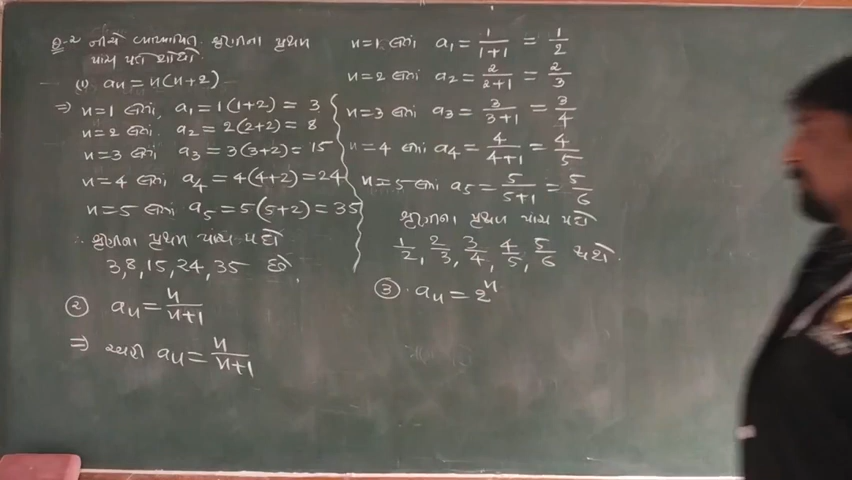 Q-2 નીચે વ્યાખ્યાયિત શ્રેણીના પ્રથમ
પાંચ પદો શોધો.
(1) aₙ = n(n+2)
⇒ n=1 લેતાં, a₁ = 1(1+2) = 3
n=2 લેતાં a₂ = 2(2+2) = 8
n=3 લેતાં a₃ = 3(3+2) = 15
n=4 લેતાં a₄ = 4(4+2) = 24
n=5 લેતાં a₅ = 5(5+2) = 35
∴ શ્રેણીના પ્રથમ પાંચ પદો
3, 8, 15, 24, 35 છે.
② aₙ = n/(n+1)
⇒ અહીં aₙ = n/(n+1)
n=1 લેતાં a₁ = 1/(1+1) = 1/2
n=2 લેતાં a₂ = 2/(2+1) = 2/3
n=3 લેતાં a₃ = 3/(3+1) = 3/4
n=4 લેતાં a₄ = 4/(4+1) = 4/5
n=5 લેતાં a₅ = 5/(5+1) = 5/6
શ્રેણીના પ્રથમ પાંચ પદો
1/2, 2/3, 3/4, 4/5, 5/6 થશે.
③ aₙ = 2ⁿ